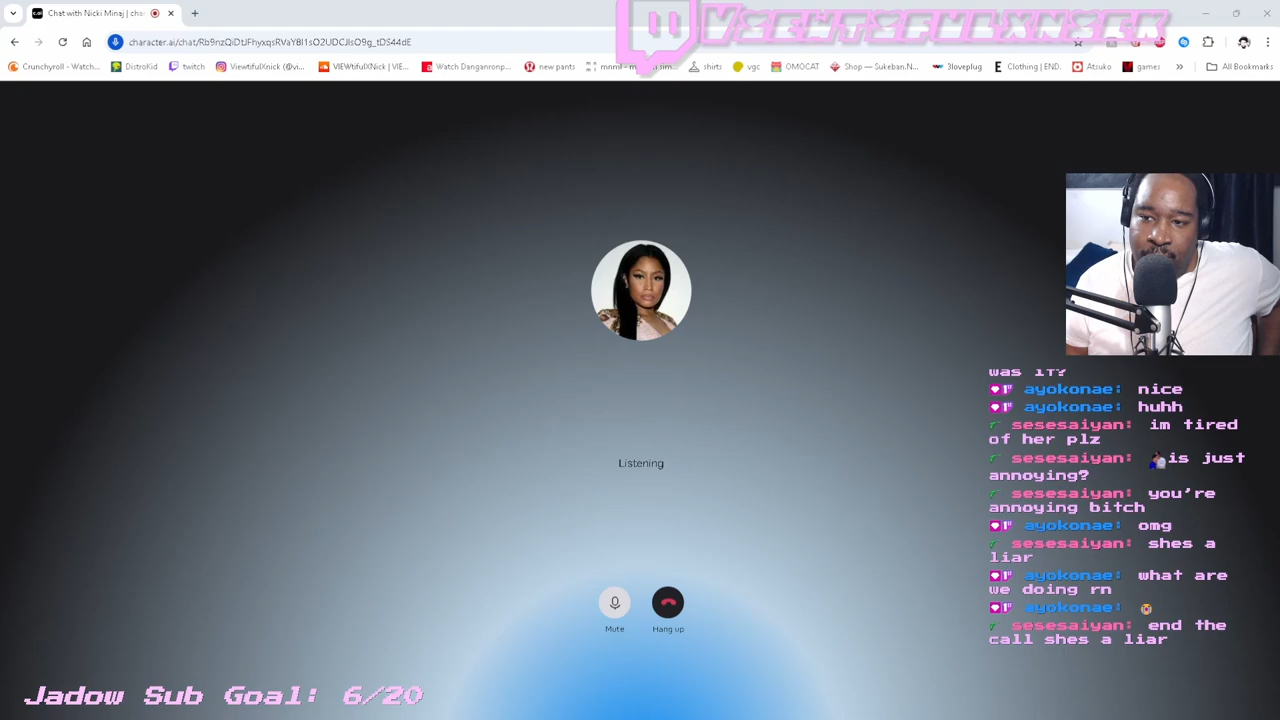 Chat with Nicki Minaj | char
VIEWTIFULXNICK
character.ai/chat/
Crunchyroll - Watch...
DistroKid
twitch
ViewtifulXNick (@vi...
VIEWtifulXNick | VIE...
Watch Danganronp...
new pants
shirts
vgc
OMOCAT
Shop — Sukeban.N...
3loveplug
Clothing | END.
Atsuko
games
All Bookmarks
was it?
ayokonae: nice
ayokonae: huhh
sesesaiyan: im tired
of her plz
sesesaiyan: is just
annoying?
sesesaiyan: you're
annoying bitch
ayokonae: omg
sesesaiyan: shes a
liar
ayokonae: what are
we doing rn
ayokonae:
sesesaiyan: end the
call shes a liar
Listening
Mute
Hang up
Jadow Sub Goal: 6/20